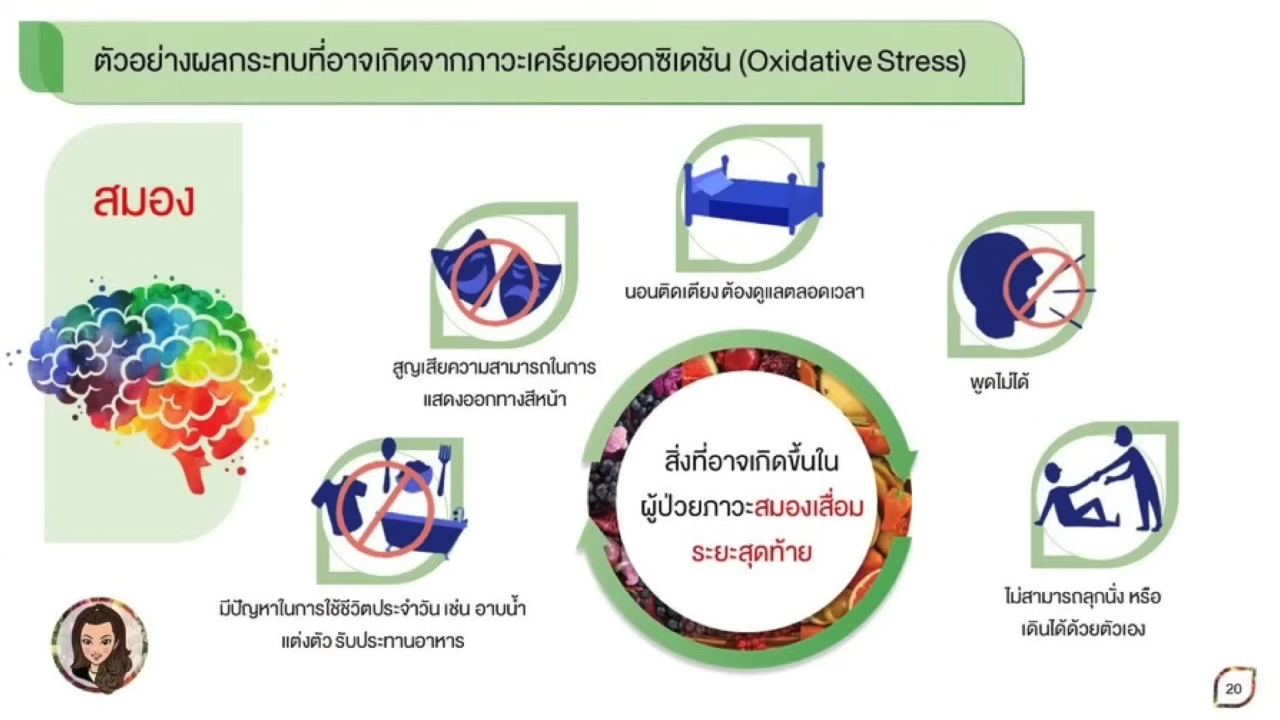 ตัวอย่างผลกระทบที่อาจเกิดจากภาวะเครียดออกซิเดชัน (Oxidative Stress)
สมอง
นอนติดเตียง ต้องดูแลตลอดเวลา
สูญเสียความสามารถในการ
แสดงออกทางสีหน้า
พูดไม่ได้
สิ่งที่อาจเกิดขึ้นใน
ผู้ป่วยภาวะสมองเสื่อม
ระยะสุดท้าย
มีปัญหาในการใช้ชีวิตประจำวัน เช่น อาบน้ำ
แต่งตัว รับประทานอาหาร
ไม่สามารถลุกนั่ง หรือ
เดินได้ด้วยตัวเอง
20